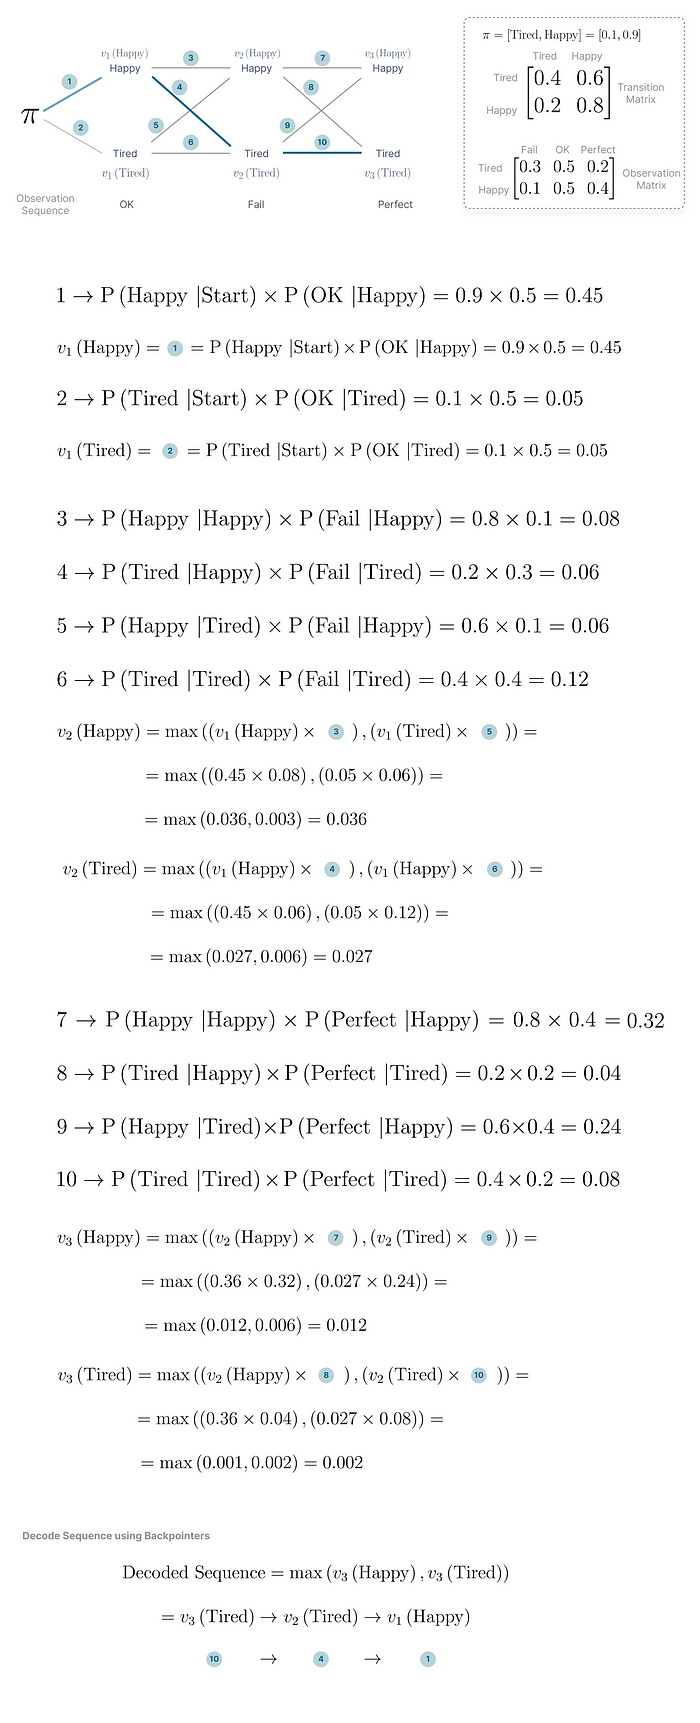 v₁ (Happy) v₂ (Happy) v₃ (Happy)
Happy 3 Happy 7 Happy
1 4 8
π
2 5 9
6 10
Tired Tired Tired
v₁ (Tired) v₂ (Tired) v₃ (Tired)
Observation
Sequence
OK Fail Perfect
π = [Tired, Happy] = [0.1, 0.9]
Tired Happy
Tired [0.4 0.6]
Happy [0.2 0.8]
Transition
Matrix
Fail OK Perfect
Tired [0.3 0.5 0.2]
Happy [0.1 0.5 0.4]
Observation
Matrix
1 → P (Happy |Start) × P (OK |Happy) = 0.9 × 0.5 = 0.45
v₁ (Happy) = 1 = P (Happy |Start) × P (OK |Happy) = 0.9 × 0.5 = 0.45
2 → P (Tired |Start) × P (OK |Tired) = 0.1 × 0.5 = 0.05
v₁ (Tired) = 2 = P (Tired |Start) × P (OK |Tired) = 0.1 × 0.5 = 0.05
3 → P (Happy |Happy) × P (Fail |Happy) = 0.8 × 0.1 = 0.08
4 → P (Tired |Happy) × P (Fail |Tired) = 0.2 × 0.3 = 0.06
5 → P (Happy |Tired) × P (Fail |Happy) = 0.6 × 0.1 = 0.06
6 → P (Tired |Tired) × P (Fail |Tired) = 0.4 × 0.4 = 0.12
v₂ (Happy) = max ((v₁ (Happy) × 3 ) , (v₁ (Tired) × 5 )) =
= max ((0.45 × 0.08) , (0.05 × 0.06)) =
= max (0.036, 0.003) = 0.036
v₂ (Tired) = max ((v₁ (Happy) × 4 ) , (v₁ (Happy) × 6 )) =
= max ((0.45 × 0.06) , (0.05 × 0.12)) =
= max (0.027, 0.006) = 0.027
7 → P (Happy |Happy) × P (Perfect |Happy) = 0.8 × 0.4 = 0.32
8 → P (Tired |Happy) × P (Perfect |Tired) = 0.2 × 0.2 = 0.04
9 → P (Happy |Tired) × P (Perfect |Happy) = 0.6 × 0.4 = 0.24
10 → P (Tired |Tired) × P (Perfect |Tired) = 0.4 × 0.2 = 0.08
v₃ (Happy) = max ((v₂ (Happy) × 7 ) , (v₂ (Tired) × 9 )) =
= max ((0.36 × 0.32) , (0.027 × 0.24)) =
= max (0.012, 0.006) = 0.012
v₃ (Tired) = max ((v₂ (Happy) × 8 ) , (v₂ (Tired) × 10 )) =
= max ((0.36 × 0.04) , (0.027 × 0.08)) =
= max (0.001, 0.002) = 0.002
Decode Sequence using Backpointers
Decoded Sequence = max (v₃ (Happy) , v₃ (Tired))
= v₃ (Tired) → v₂ (Tired) → v₁ (Happy)
10 → 4 → 1